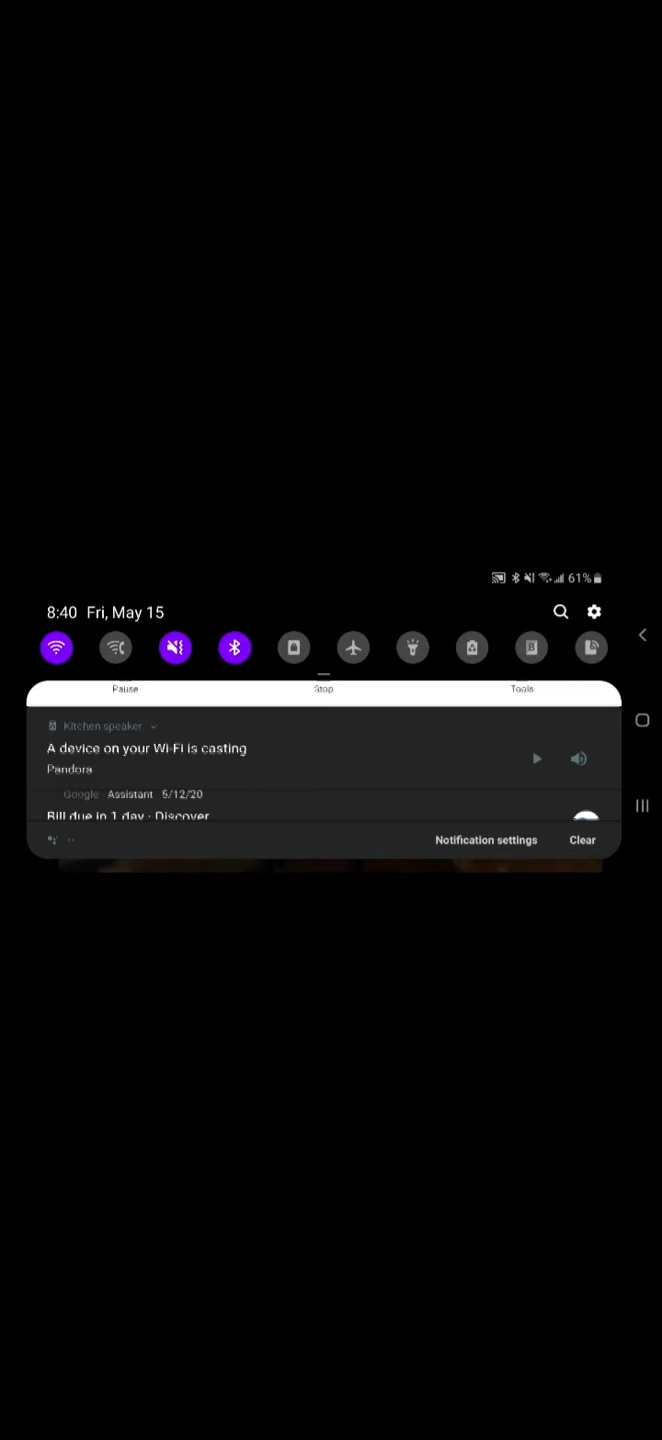 61%
8:40 Fri, May 15
Pause Stop Tools
Kitchen speaker
A device on your Wi-Fi is casting
Pandora
Google Assistant 5/12/20
Bill due in 1 day · Discover
Notification settings Clear